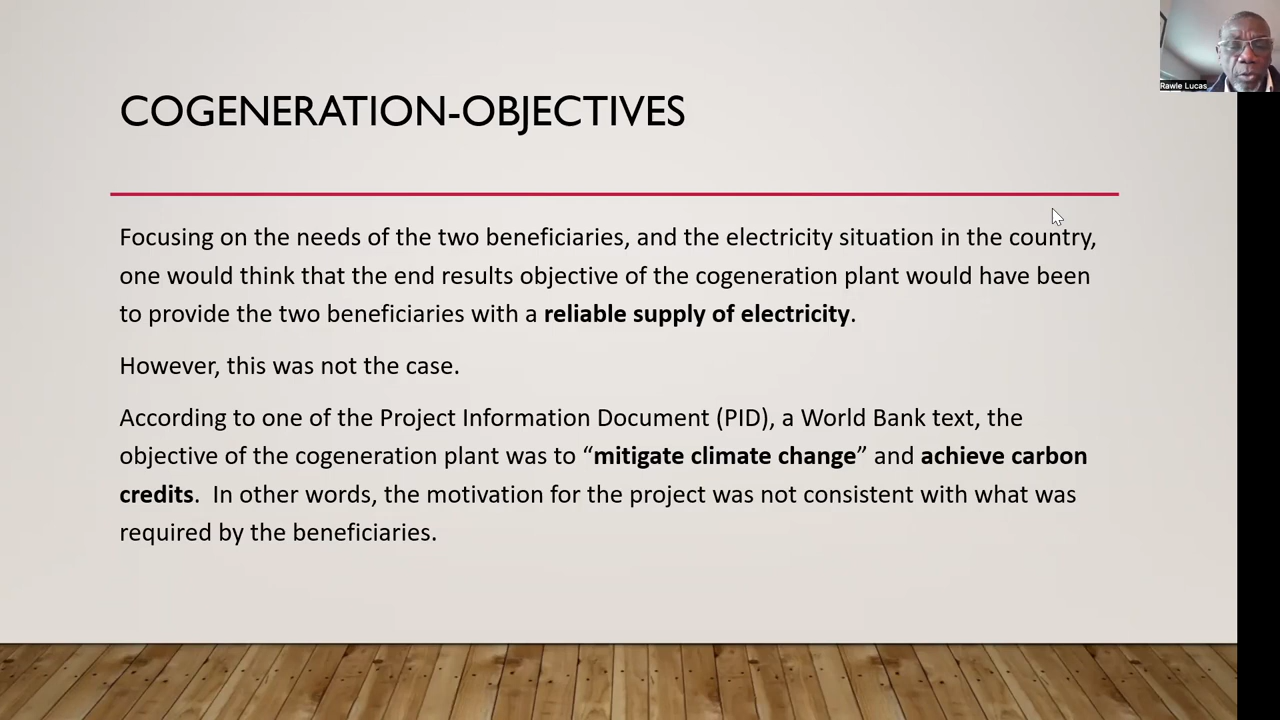 COGENERATION-OBJECTIVES
Rawle Lucas
Focusing on the needs of the two beneficiaries, and the electricity situation in the country,
one would think that the end results objective of the cogeneration plant would have been
to provide the two beneficiaries with a reliable supply of electricity.
However, this was not the case.
According to one of the Project Information Document (PID), a World Bank text, the
objective of the cogeneration plant was to “mitigate climate change” and achieve carbon
credits.  In other words, the motivation for the project was not consistent with what was
required by the beneficiaries.